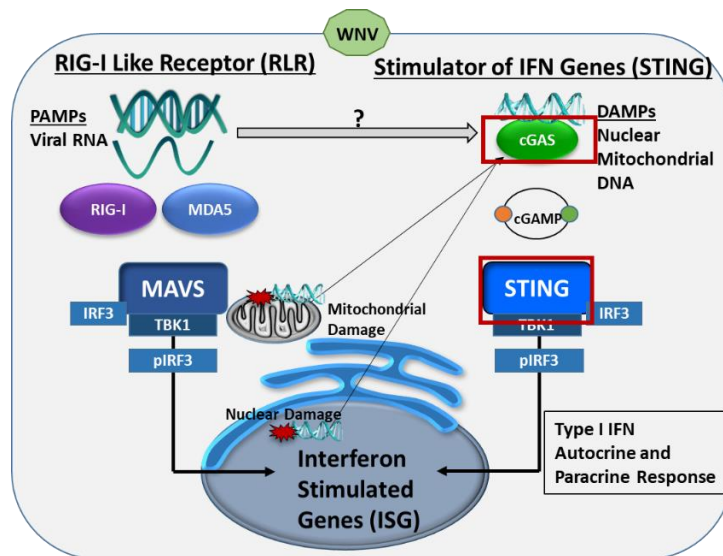 WNV
RIG-I Like Receptor (RLR)
Stimulator of IFN Genes (STING)
PAMPs
Viral RNA
?
DAMPs
Nuclear
Mitochondrial
DNA
cGAS
RIG-I
MDA5
cGAMP
MAVS
IRF3
TBK1
pIRF3
Mitochondrial
Damage
STING
TBK1
IRF3
pIRF3
Nuclear Damage
Interferon
Stimulated
Genes (ISG)
Type I IFN
Autocrine and
Paracrine Response